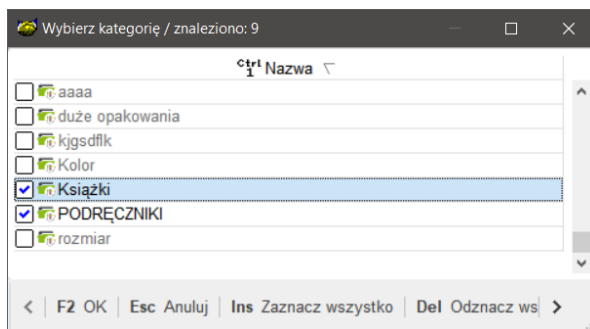 Wybierz kategorię / znaleziono: 9
Ctrl 1 Nazwa
aaaa
duże opakowania
kjgsdflk
Kolor
Książki
PODRĘCZNIKI
rozmiar
F2 OK Esc Anuluj Ins Zaznacz wszystko Del Odznacz ws